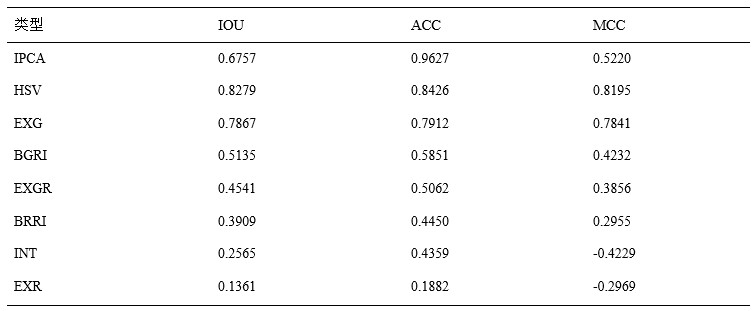 类型 IOU ACC MCC
IPCA 0.6757 0.9627 0.5220
HSV 0.8279 0.8426 0.8195
EXG 0.7867 0.7912 0.7841
BGRI 0.5135 0.5851 0.4232
EXGR 0.4541 0.5062 0.3856
BRRI 0.3909 0.4450 0.2955
INT 0.2565 0.4359 -0.4229
EXR 0.1361 0.1882 -0.2969